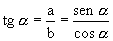 tg α = a/b = sen α / cos α